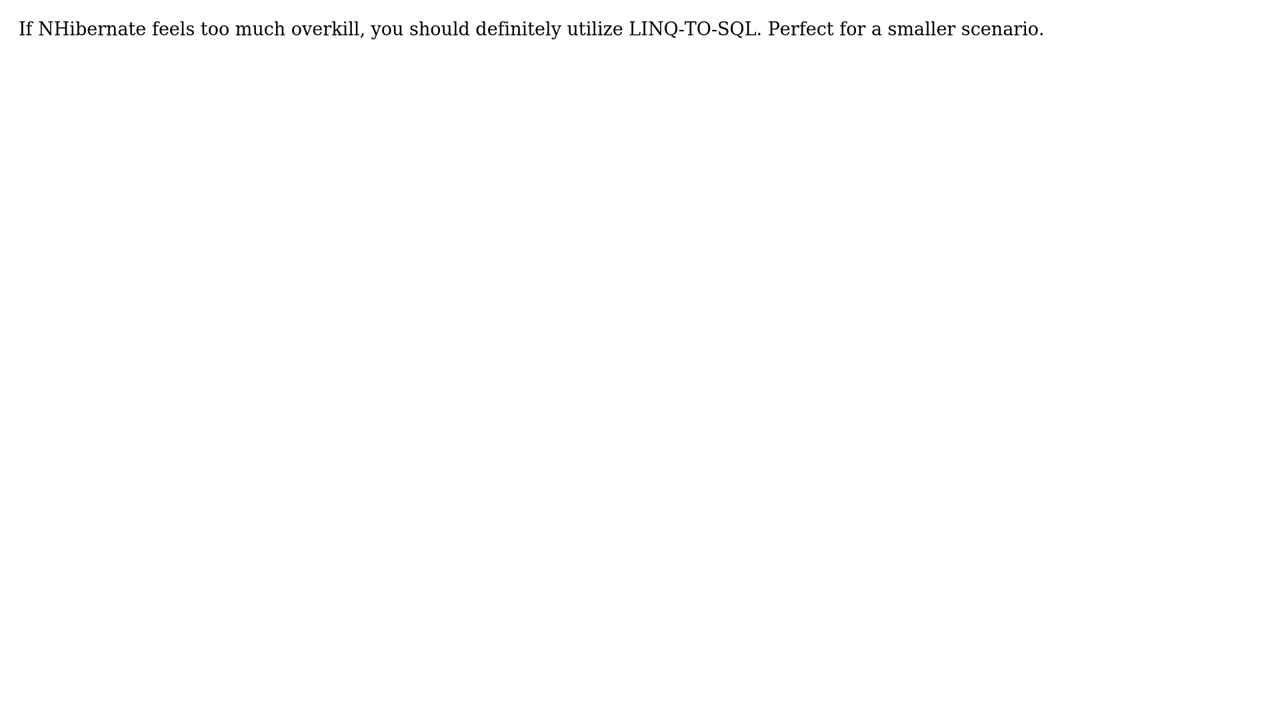 If NHibernate feels too much overkill, you should definitely utilize LINQ-TO-SQL. Perfect for a smaller scenario.